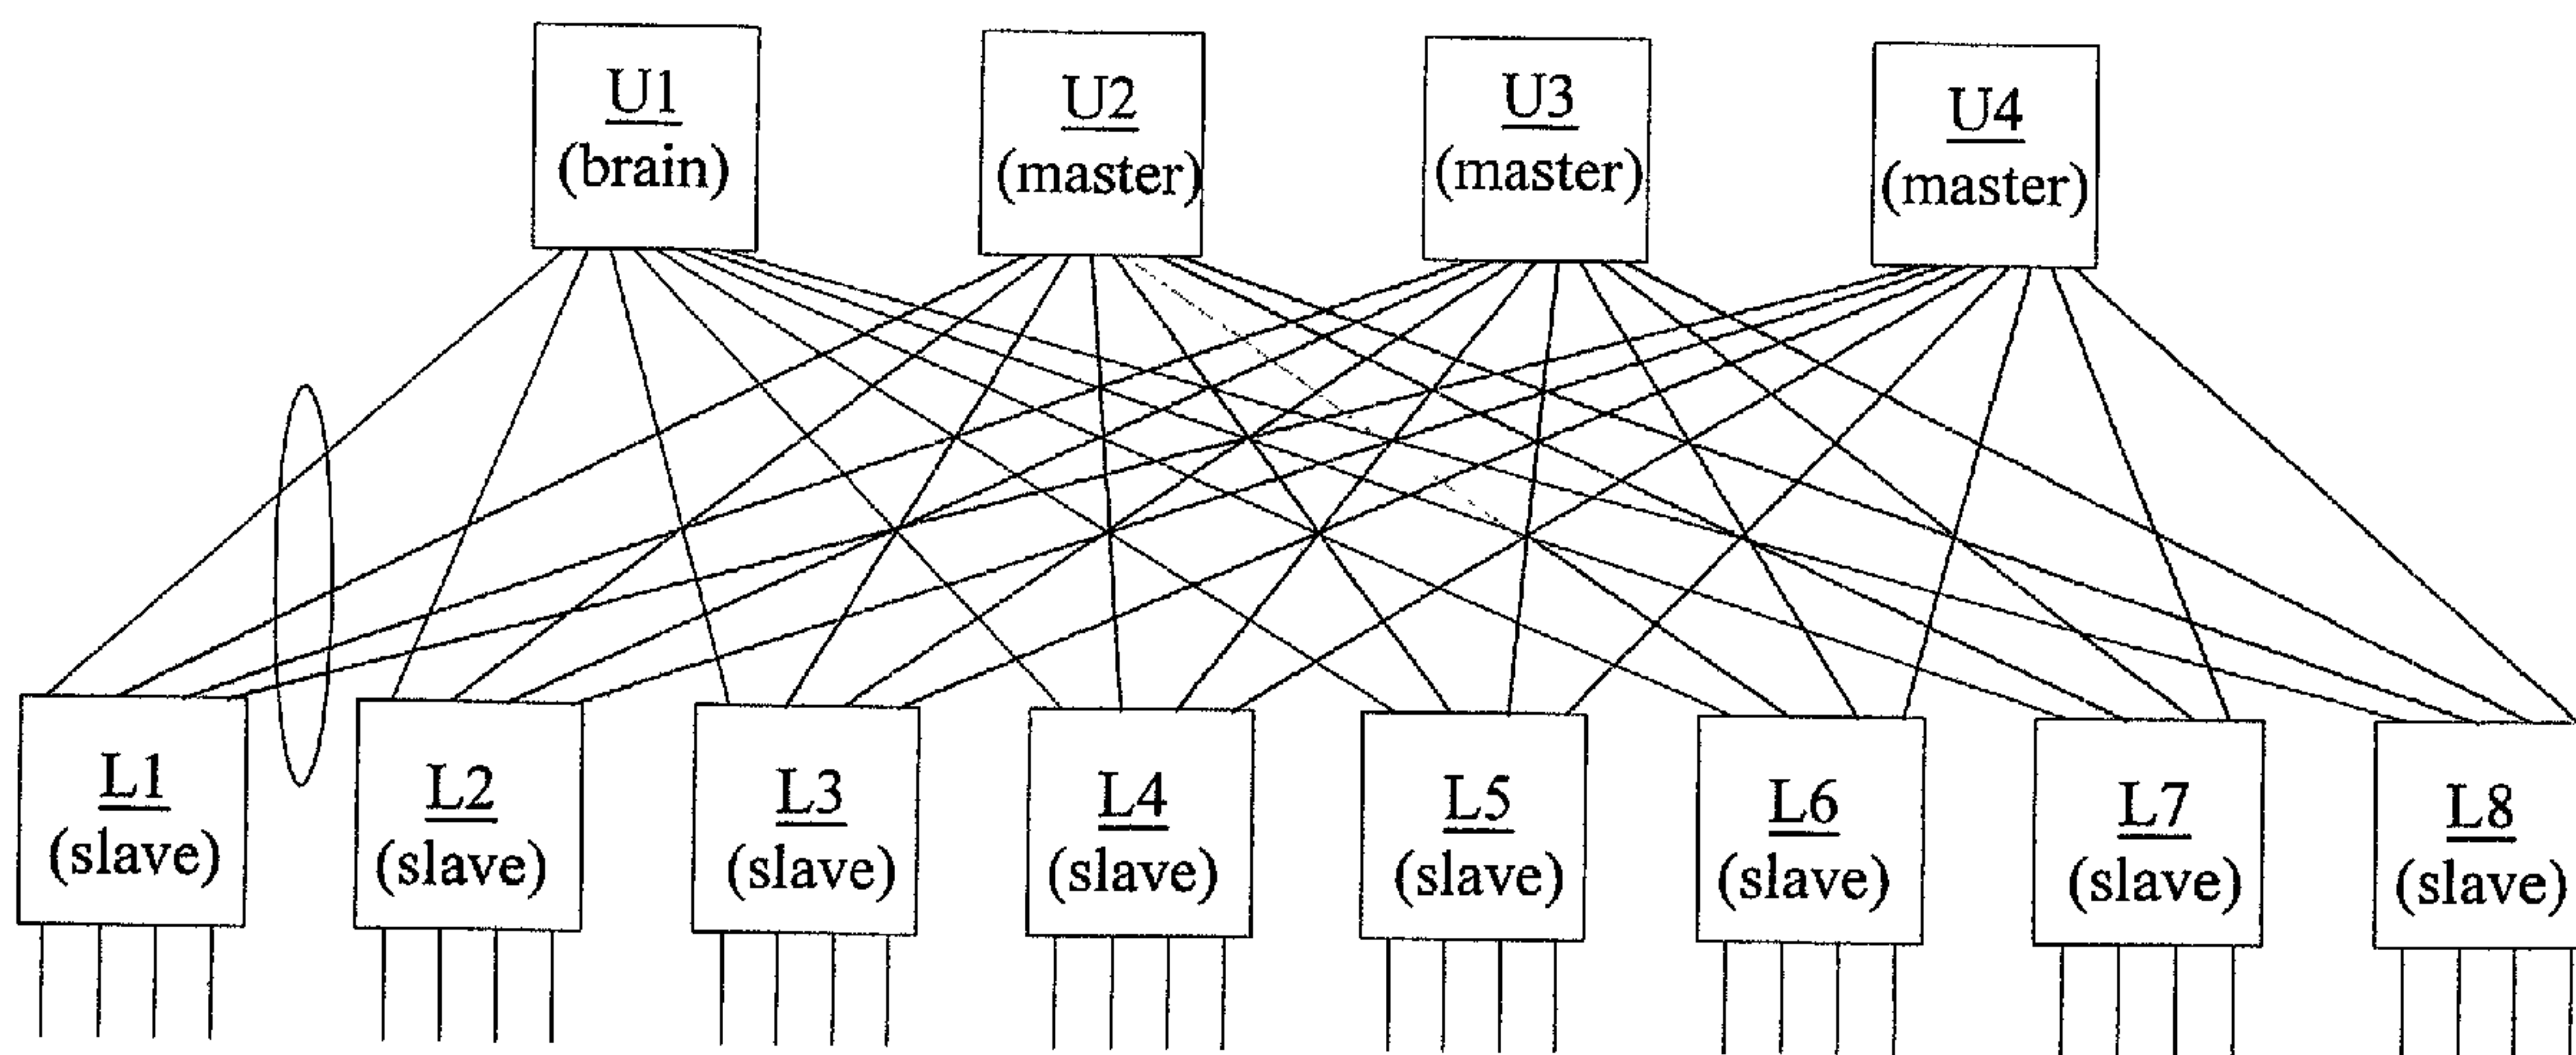 U1
(brain)
U2
(master)
U3
(master)
U4
(master)
L1
(slave)
L2
(slave)
L3
(slave)
L4
(slave)
L5
(slave)
L6
(slave)
L7
(slave)
L8
(slave)